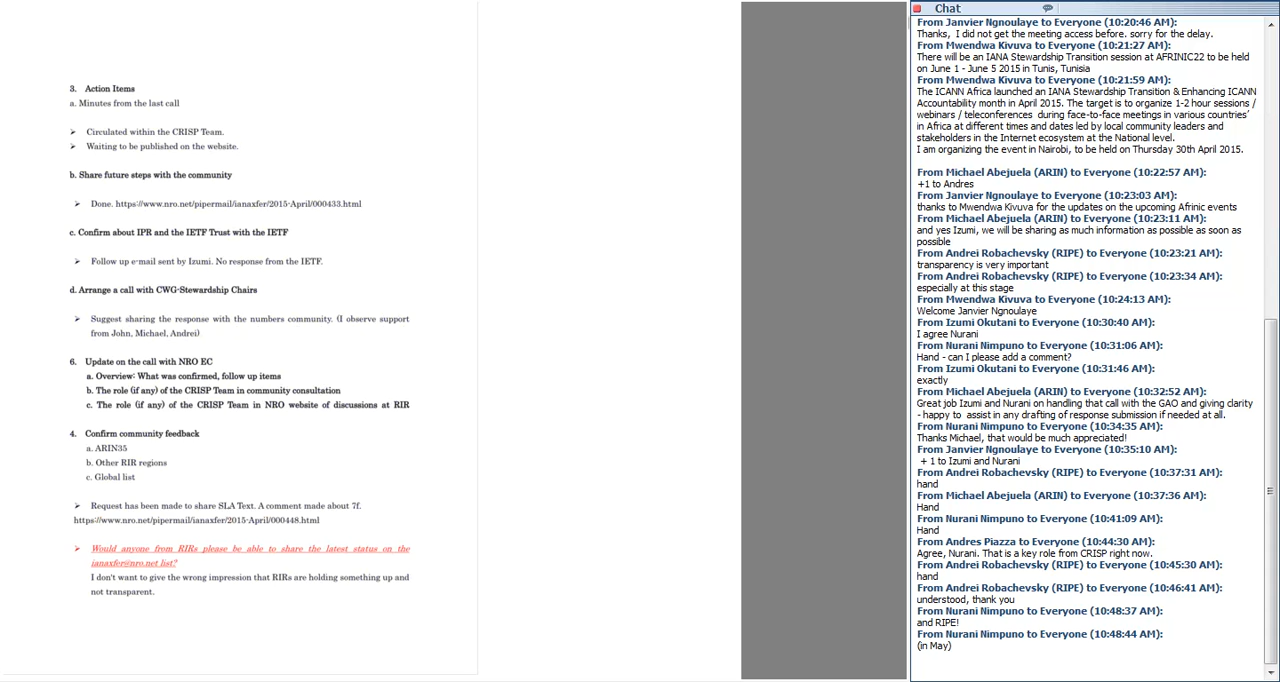 3. Action Items
a. Minutes from the last call
➢ Circulated within the CRISP Team.
➢ Waiting to be published on the website.
b. Share future steps with the community
➢ Done. https://www.nro.net/pipermail/ianaxfer/2015-April/000433.html
c. Confirm about IPR and the IETF Trust with the IETF
➢ Follow up e-mail sent by Izumi. No response from the IETF.
d. Arrange a call with CWG-Stewardship Chairs
➢ Suggest sharing the response with the numbers community. (I observe support
from John, Michael, Andrei)
6. Update on the call with NRO EC
a. Overview: What was confirmed, follow up items
b. The role (if any) of the CRISP Team in community consultation
c. The role (if any) of the CRISP Team in NRO website of discussions at RIR
4. Confirm community feedback
a. ARIN35
b. Other RIR regions
c. Global list
➢ Request has been made to share SLA Text. A comment made about 7f.
https://www.nro.net/pipermail/ianaxfer/2015-April/000448.html
➢ Would anyone from RIRs please be able to share the latest status on the
ianaxfer@nro.net list?
I don't want to give the wrong impression that RIRs are holding something up and
not transparent.
Chat
From Janvier Ngnoulaye to Everyone (10:20:46 AM):
Thanks, I did not get the meeting access before. sorry for the delay.
From Mwendwa Kivuva to Everyone (10:21:27 AM):
There will be an IANA Stewardship Transition session at AFRINIC22 to be held
on June 1 - June 5 2015 in Tunis, Tunisia
From Mwendwa Kivuva to Everyone (10:21:59 AM):
The ICANN Africa launched an IANA Stewardship Transition & Enhancing ICANN
Accountability month in April 2015. The target is to organize 1-2 hour sessions /
webinars / teleconferences during face-to-face meetings in various countries'
in Africa at different times and dates led by local community leaders and
stakeholders in the Internet ecosystem at the National level.
I am organizing the event in Nairobi, to be held on Thursday 30th April 2015.
From Michael Abejuela (ARIN) to Everyone (10:22:57 AM):
+1 to Andres
From Janvier Ngnoulaye to Everyone (10:23:03 AM):
thanks to Mwendwa Kivuva for the updates on the upcoming Afrinic events
From Michael Abejuela (ARIN) to Everyone (10:23:11 AM):
and yes Izumi, we will be sharing as much information as possible as soon as
possible
From Andrei Robachevsky (RIPE) to Everyone (10:23:21 AM):
transparency is very important
From Andrei Robachevsky (RIPE) to Everyone (10:23:34 AM):
especially at this stage
From Mwendwa Kivuva to Everyone (10:24:13 AM):
Welcome Janvier Ngnoulaye
From Izumi Okutani to Everyone (10:30:40 AM):
I agree Nurani
From Nurani Nimpuno to Everyone (10:31:06 AM):
Hand - can I please add a comment?
From Izumi Okutani to Everyone (10:31:46 AM):
exactly
From Michael Abejuela (ARIN) to Everyone (10:32:52 AM):
Great job Izumi and Nurani on handling that call with the GAO and giving clarity
- happy to assist in any drafting of response submission if needed at all.
From Nurani Nimpuno to Everyone (10:34:35 AM):
Thanks Michael, that would be much appreciated!
From Janvier Ngnoulaye to Everyone (10:35:10 AM):
+ 1 to Izumi and Nurani
From Andrei Robachevsky (RIPE) to Everyone (10:37:31 AM):
hand
From Michael Abejuela (ARIN) to Everyone (10:37:36 AM):
Hand
From Nurani Nimpuno to Everyone (10:41:09 AM):
Hand
From Andres Piazza to Everyone (10:44:30 AM):
Agree, Nurani. That is a key role from CRISP right now.
From Andrei Robachevsky (RIPE) to Everyone (10:45:30 AM):
hand
From Andrei Robachevsky (RIPE) to Everyone (10:46:41 AM):
understood, thank you
From Nurani Nimpuno to Everyone (10:48:37 AM):
and RIPE!
From Nurani Nimpuno to Everyone (10:48:44 AM):
(in May)